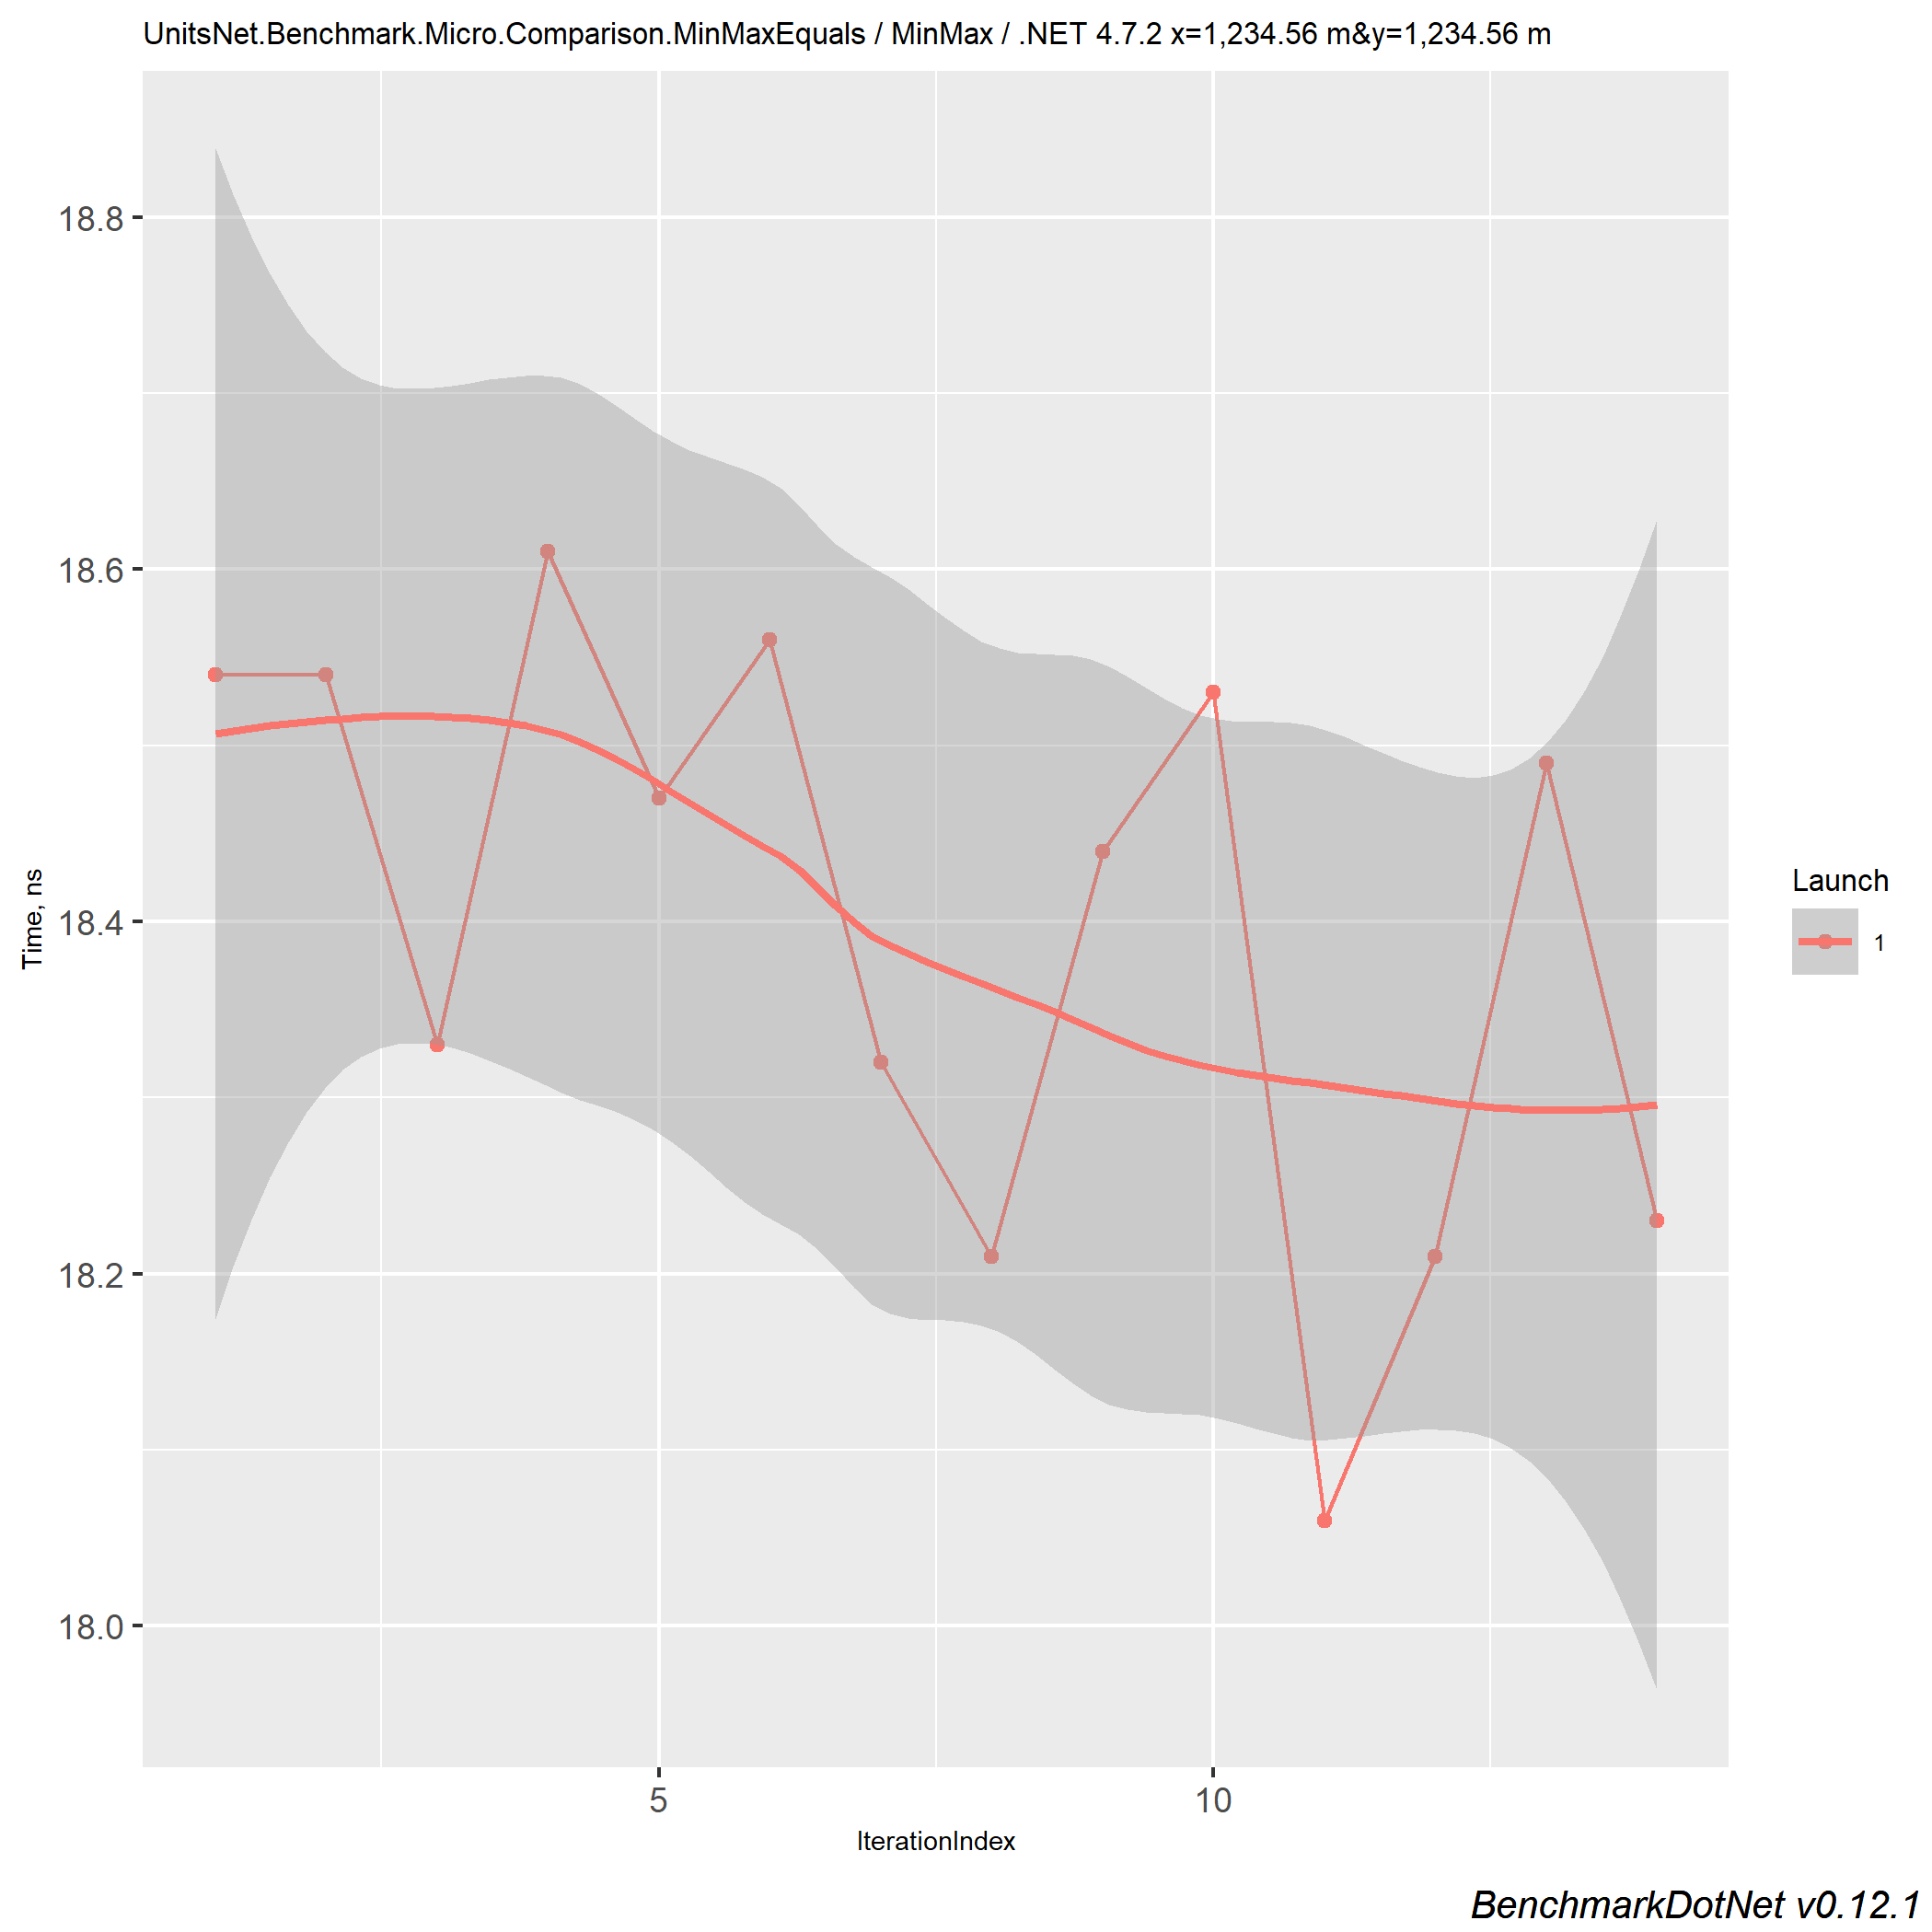 UnitsNet.Benchmark.Micro.Comparison.MinMaxEquals / MinMax / .NET 4.7.2 x=1,234.56 m&y=1,234.56 m
18.8
18.6
18.4
18.2
18.0
Time, ns
5
10
IterationIndex
Launch
1
BenchmarkDotNet v0.12.1